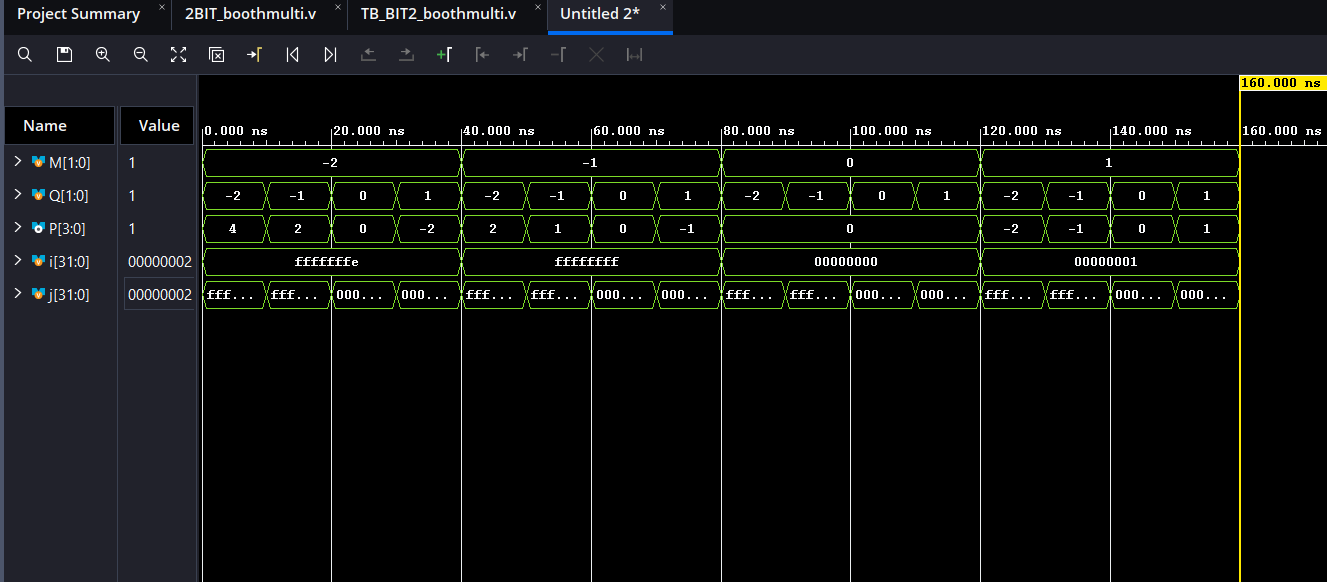 Project Summary × 2BIT_boothmulti.v × TB_BIT2_boothmulti.v × Untitled 2* ×
160.000 ns
Name Value 0.000 ns 20.000 ns 40.000 ns 60.000 ns 80.000 ns 100.000 ns 120.000 ns 140.000 ns 160.000 ns
M[1:0] 1 -2 -1 0 1
Q[1:0] 1 -2 -1 0 1 -2 -1 0 1 -2 -1 0 1 -2 -1 0 1
P[3:0] 1 4 2 0 -2 2 1 0 -1 0 -2 -1 0 1
i[31:0] 00000002 fffffffe ffffffff 00000000 00000001
j[31:0] 00000002 fff... fff... 000... 000... fff... fff... 000... 000... fff... fff... 000... 000... fff... fff... 000... 000...